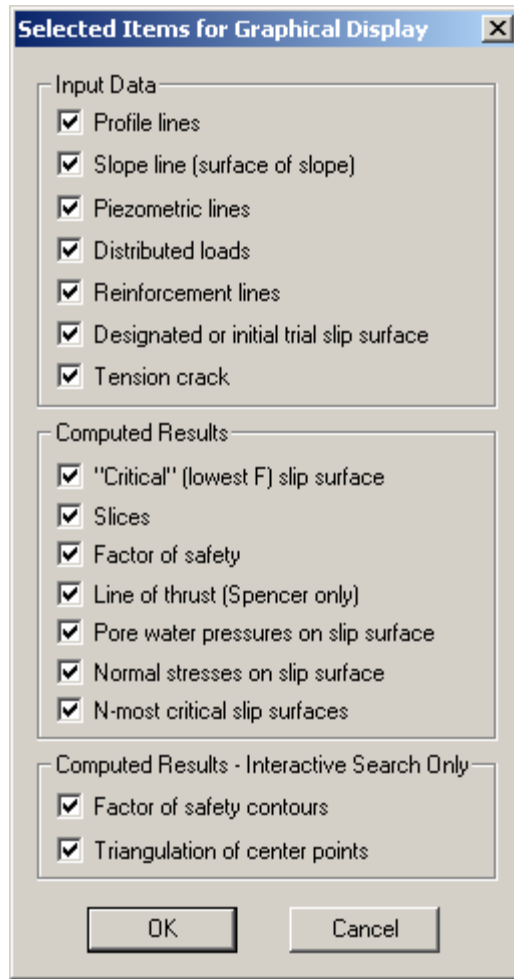 Selected Items for Graphical Display
Input Data
Profile lines
Slope line (surface of slope)
Piezometric lines
Distributed loads
Reinforcement lines
Designated or initial trial slip surface
Tension crack
Computed Results
"Critical" (lowest F) slip surface
Slices
Factor of safety
Line of thrust (Spencer only)
Pore water pressures on slip surface
Normal stresses on slip surface
N-most critical slip surfaces
Computed Results - Interactive Search Only
Factor of safety contours
Triangulation of center points
OK Cancel